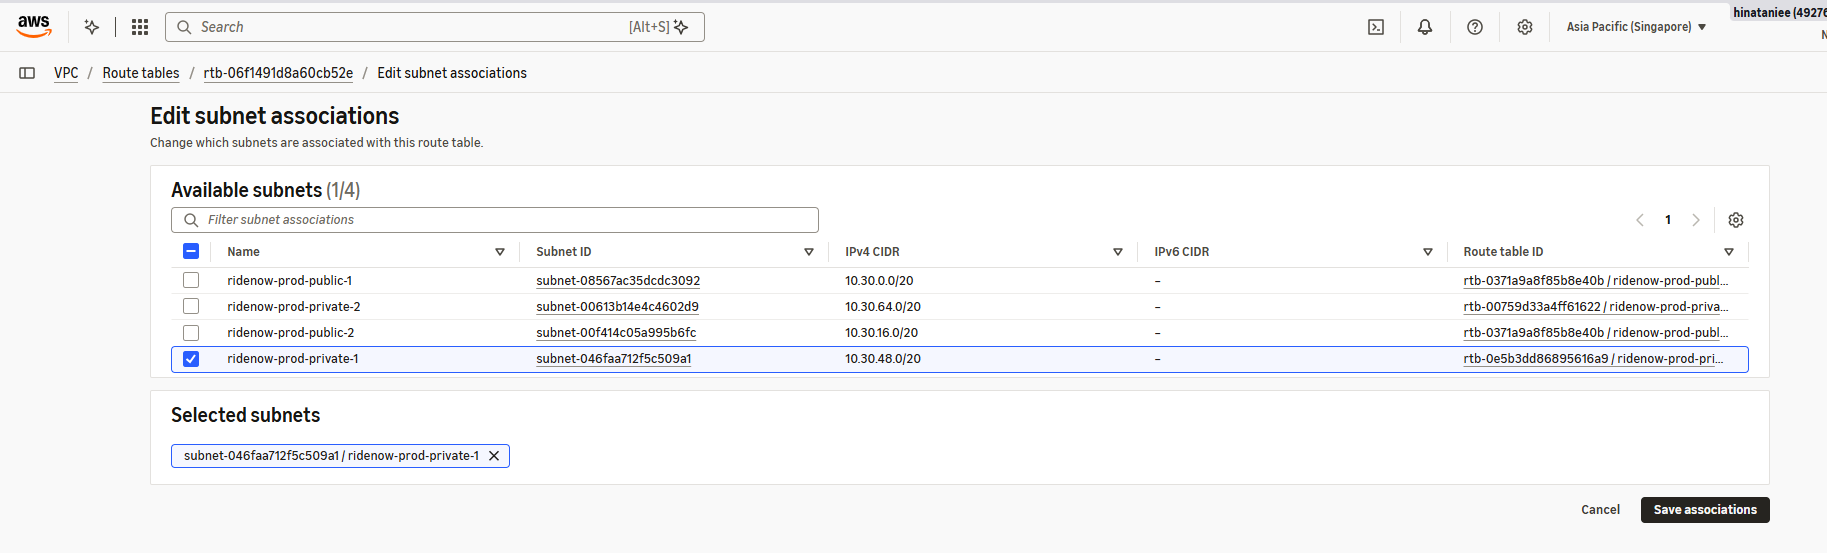 aws
Search [Alt+S]
Asia Pacific (Singapore)
hinataniee (49276
VPC / Route tables / rtb-06f1491d8a60cb52e / Edit subnet associations
Edit subnet associations
Change which subnets are associated with this route table.
Available subnets (1/4)
Filter subnet associations
1
Name Subnet ID IPv4 CIDR IPv6 CIDR Route table ID
ridenow-prod-public-1 subnet-08567ac35dcdc3092 10.30.0.0/20 – rtb-0371a9a8f85b8e40b / ridenow-prod-publ...
ridenow-prod-private-2 subnet-00613b14e4c4602d9 10.30.64.0/20 – rtb-00759d33a4ff61622 / ridenow-prod-priva...
ridenow-prod-public-2 subnet-00f414c05a995b6fc 10.30.16.0/20 – rtb-0371a9a8f85b8e40b / ridenow-prod-publ...
ridenow-prod-private-1 subnet-046faa712f5c509a1 10.30.48.0/20 – rtb-0e5b3dd86895616a9 / ridenow-prod-pri...
Selected subnets
subnet-046faa712f5c509a1 / ridenow-prod-private-1
Cancel Save associations